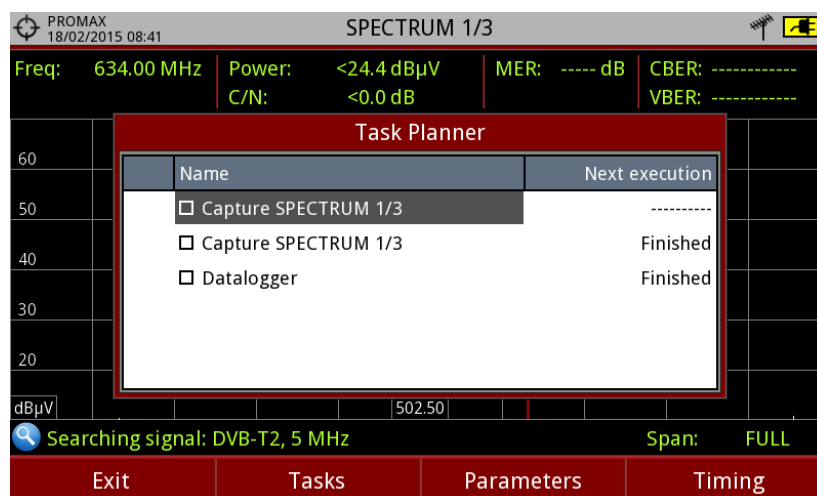 PROMAX
18/02/2015 08:41
SPECTRUM 1/3
Freq: 634.00 MHz Power: <24.4 dBµV MER: ----- dB CBER: ------------
C/N: <0.0 dB VBER: ------------
Task Planner
Name Next execution
Capture SPECTRUM 1/3 ----------
Capture SPECTRUM 1/3 Finished
Datalogger Finished
60
50
40
30
20
dBµV 502.50
Searching signal: DVB-T2, 5 MHz Span: FULL
Exit Tasks Parameters Timing